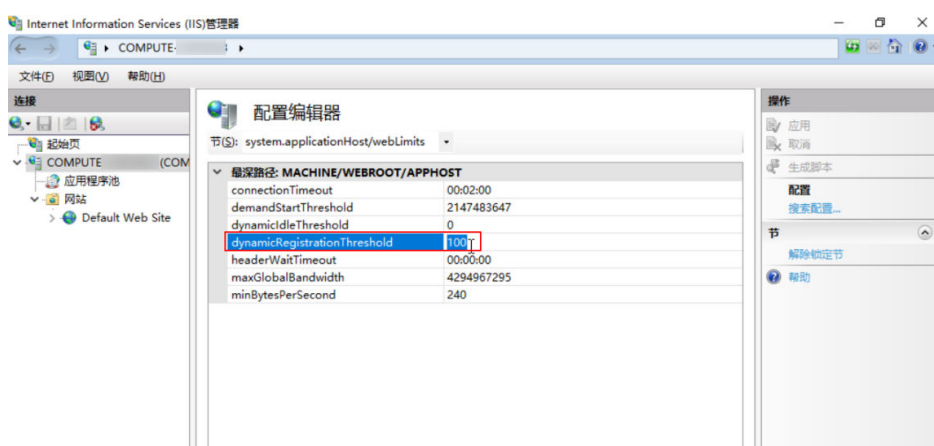 Internet Information Services (IIS)管理器
COMPUTE-
文件(F) 视图(V) 帮助(H)
连接
起始页
COMPUTE (COM
应用程序池
网站
Default Web Site
配置编辑器
节(S): system.applicationHost/webLimits
最深路径: MACHINE/WEBROOT/APPHOST
connectionTimeout 00:02:00
demandStartThreshold 2147483647
dynamicIdleThreshold 0
dynamicRegistrationThreshold 100
headerWaitTimeout 00:00:00
maxGlobalBandwidth 4294967295
minBytesPerSecond 240
操作
应用
取消
生成脚本
配置
搜索配置...
节
解除锁定节
帮助